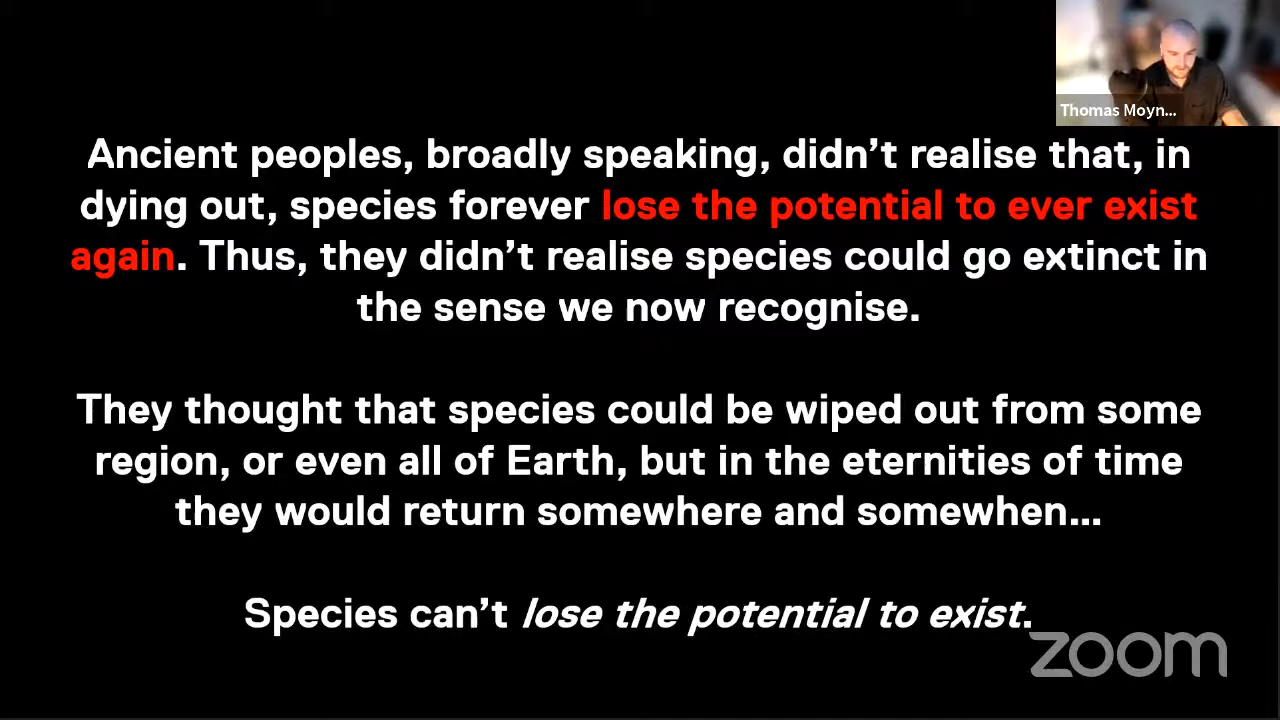 Thomas Moyn...
Ancient peoples, broadly speaking, didn’t realise that, in
dying out, species forever lose the potential to ever exist
again. Thus, they didn’t realise species could go extinct in
the sense we now recognise.
They thought that species could be wiped out from some
region, or even all of Earth, but in the eternities of time
they would return somewhere and somewhen...
Species can’t lose the potential to exist.
zoom